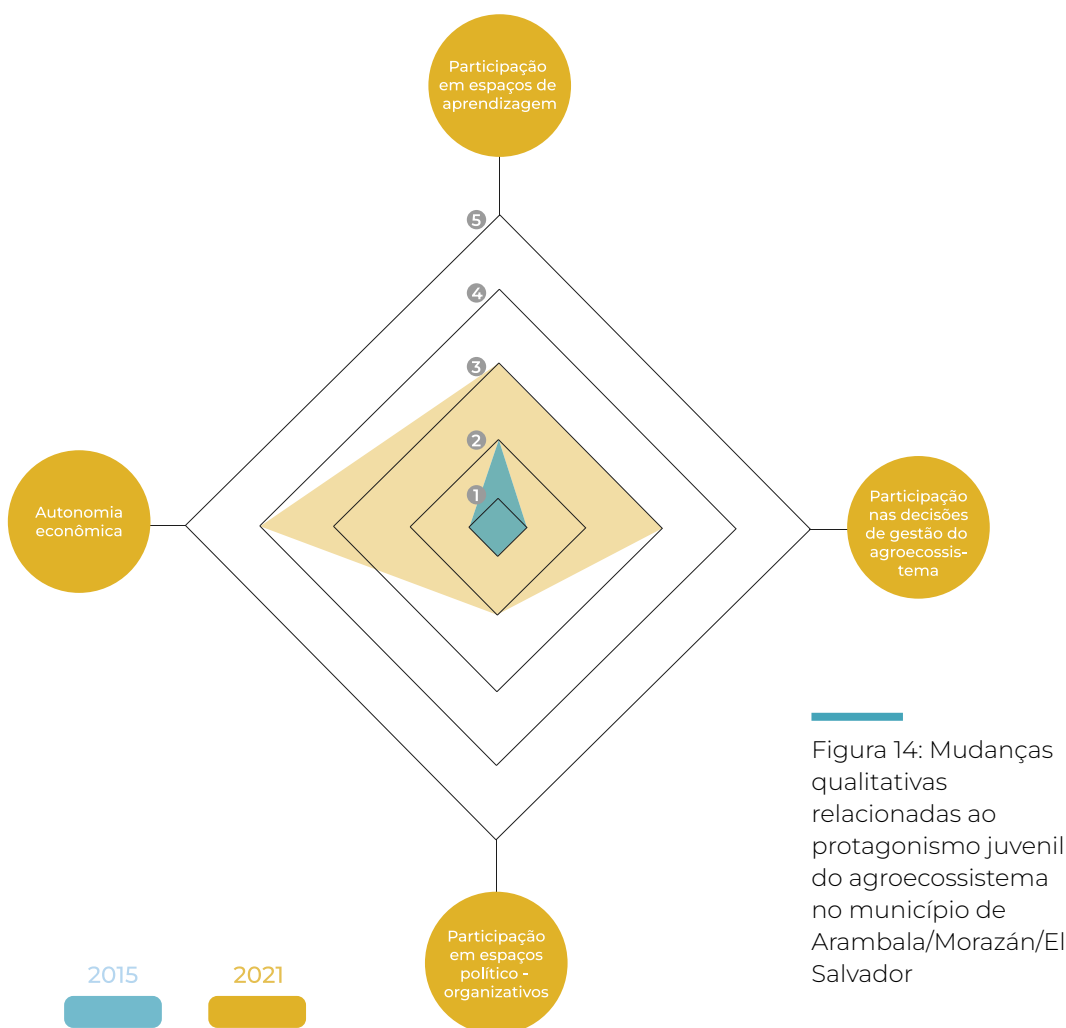 Participação
em espaços de
aprendizagem
5
4
3
2
1
Autonomia
econômica
Participação
nas decisões
de gestão do
agroecossis-
tema
Participação
em espaços
político -
organizativos
2015
2021
Figura 14: Mudanças
qualitativas
relacionadas ao
protagonismo juvenil
do agroecossistema
no município de
Arambala/Morazán/El
Salvador